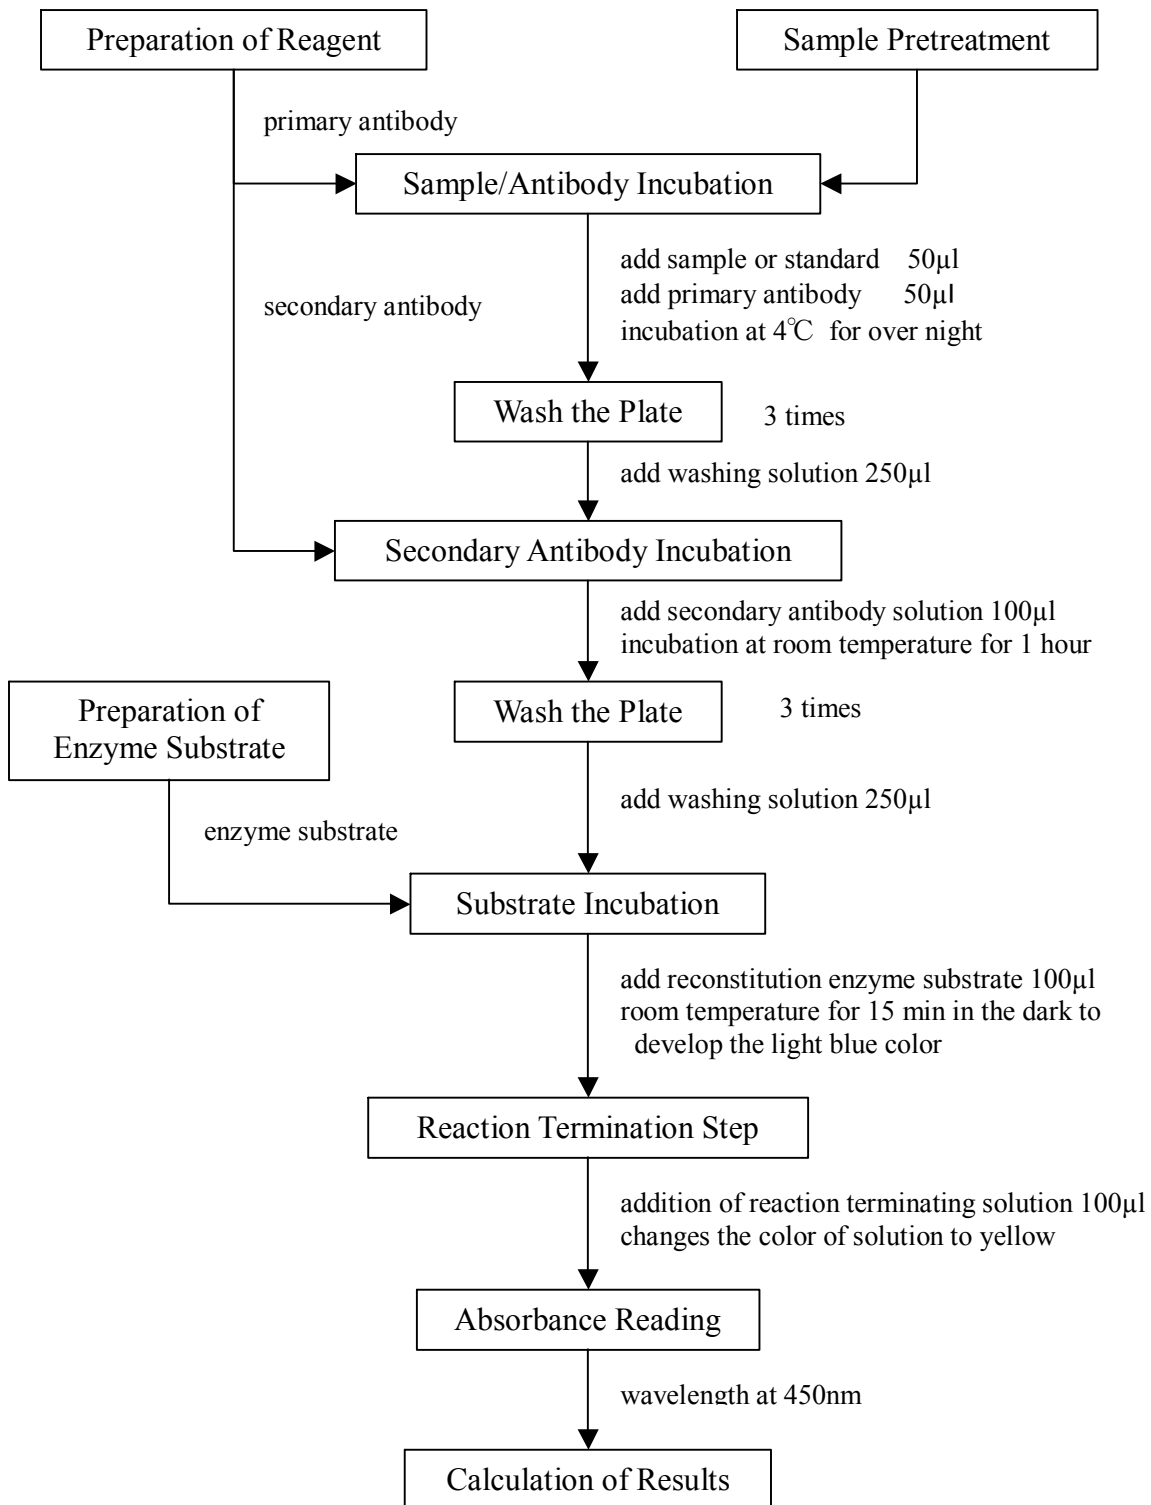 Preparation of Reagent
Sample Pretreatment
primary antibody
Sample/Antibody Incubation
add sample or standard 50µl
add primary antibody 50µl
incubation at 4℃ for over night
secondary antibody
Wash the Plate
3 times
add washing solution 250µl
Secondary Antibody Incubation
add secondary antibody solution 100µl
incubation at room temperature for 1 hour
Preparation of
Enzyme Substrate
Wash the Plate
3 times
add washing solution 250µl
enzyme substrate
Substrate Incubation
add reconstitution enzyme substrate 100µl
room temperature for 15 min in the dark to
develop the light blue color
Reaction Termination Step
addition of reaction terminating solution 100µl
changes the color of solution to yellow
Absorbance Reading
wavelength at 450nm
Calculation of Results